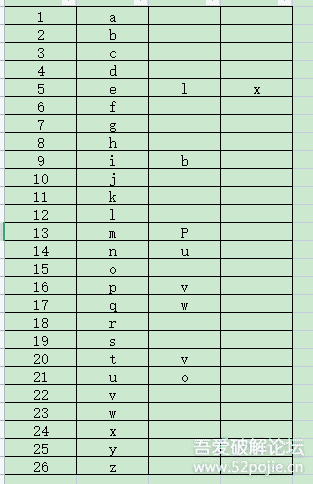 1 a
2 b
3 c
4 d
5 e l x
6 f
7 g
8 h
9 i b
10 j
11 k
12 l
13 m P
14 n u
15 o
16 p v
17 q w
18 r
19 s
20 t v
21 u o
22 v
23 w
24 x
25 y
26 z
吾爱破解论坛
www.52pojie.cn